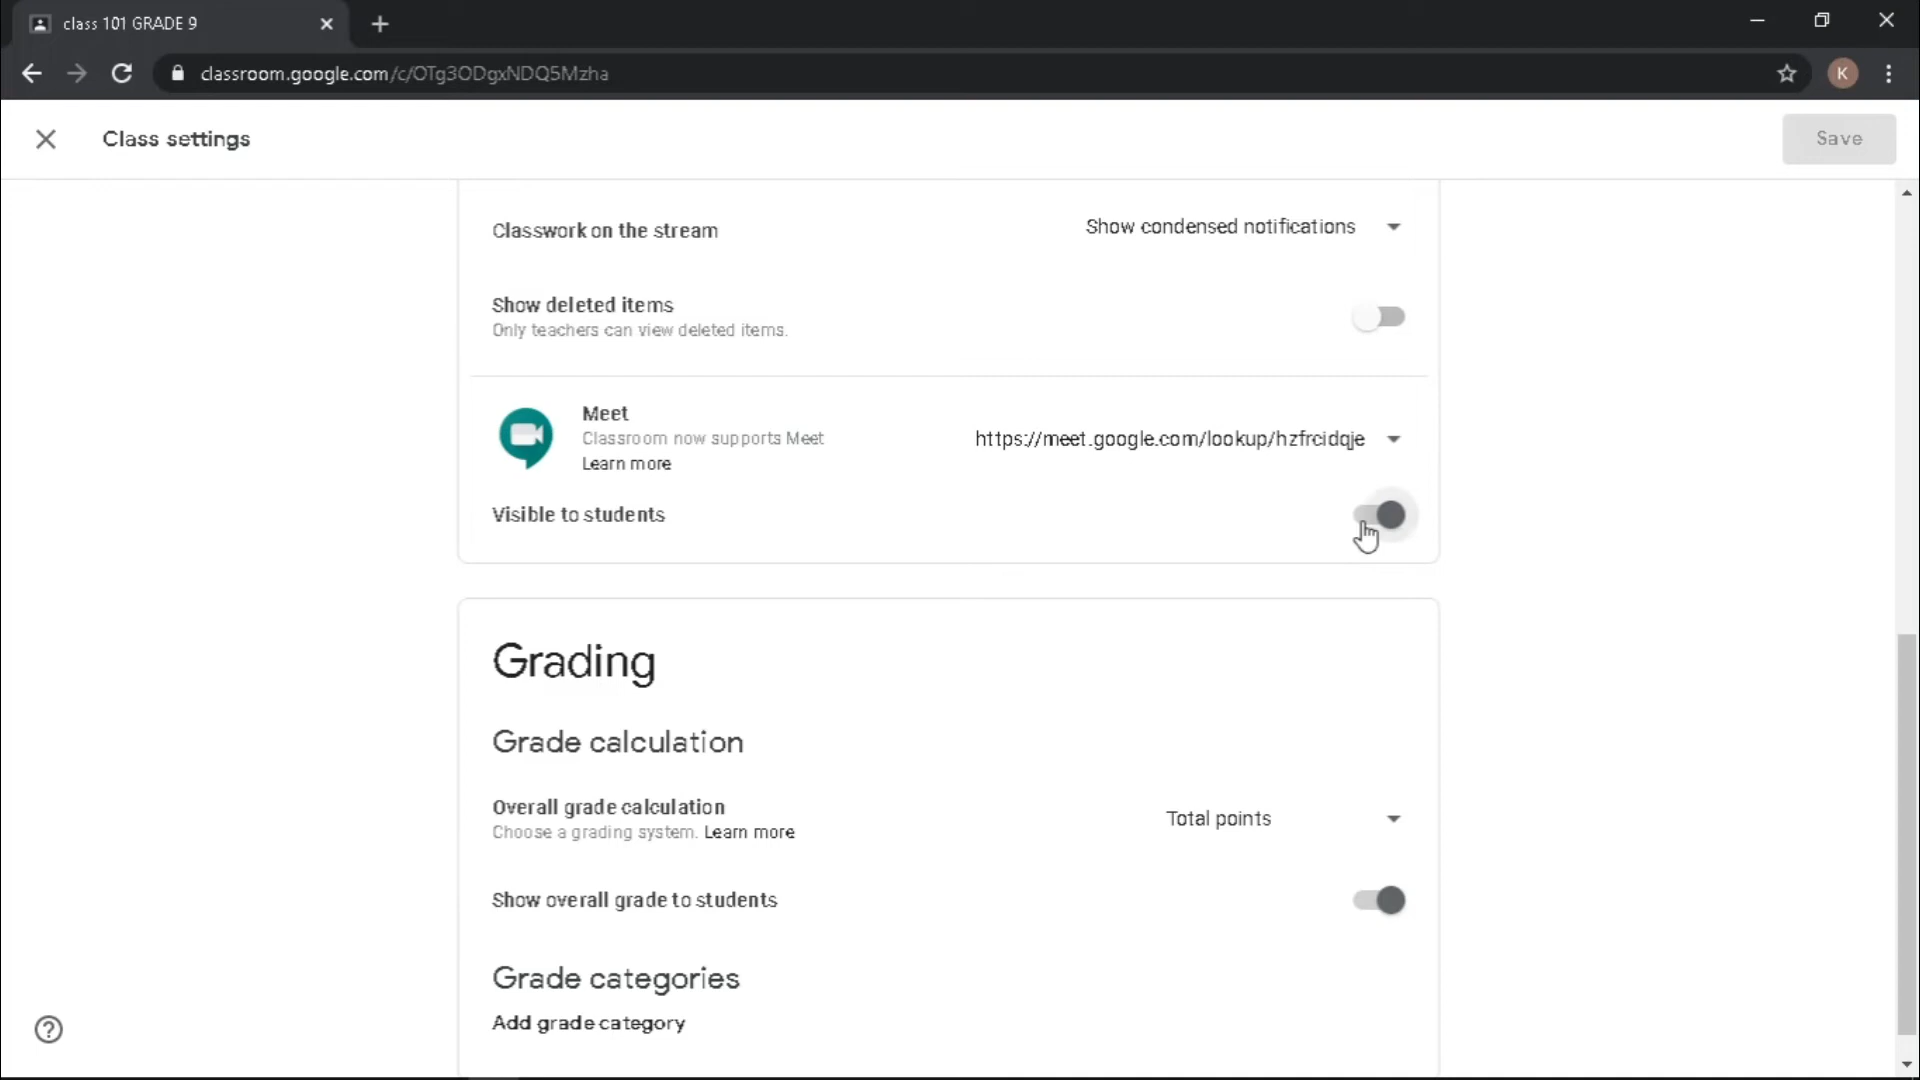 class 101 GRADE 9
classroom.google.com/c/OTg3ODgxNDQ5Mzha
K
Class settings
Save
Classwork on the stream
Show condensed notifications
Show deleted items
Only teachers can view deleted items.
Meet
Classroom now supports Meet
Learn more
https://meet.google.com/lookup/hzfrcidqje
Visible to students
Grading
Grade calculation
Overall grade calculation
Choose a grading system. Learn more
Total points
Show overall grade to students
Grade categories
Add grade category